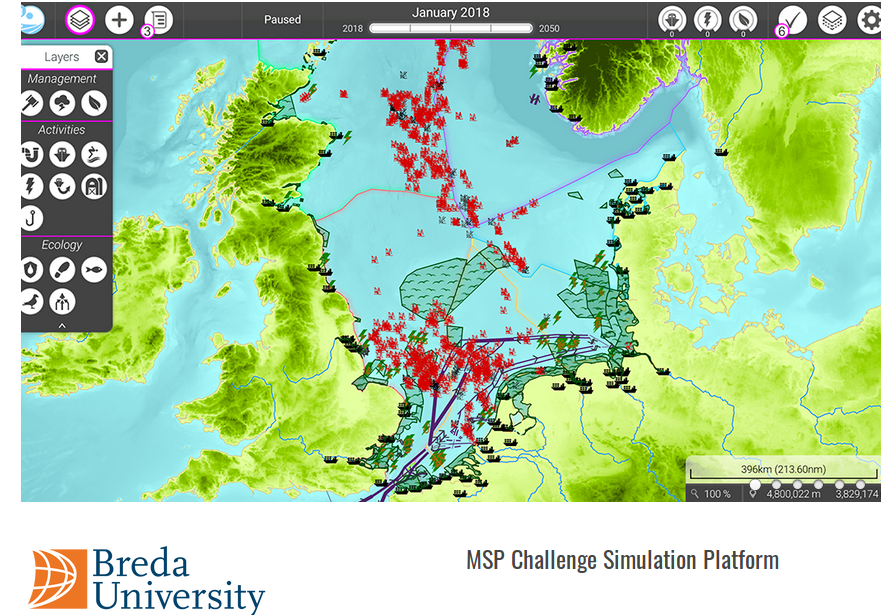 January 2018
Paused
2018
2050
3
0
0
0
6
Layers
Management
Activities
Ecology
396km (213.60nm)
100 %
4,800,022 m
3,829,174
Breda
University
MSP Challenge Simulation Platform